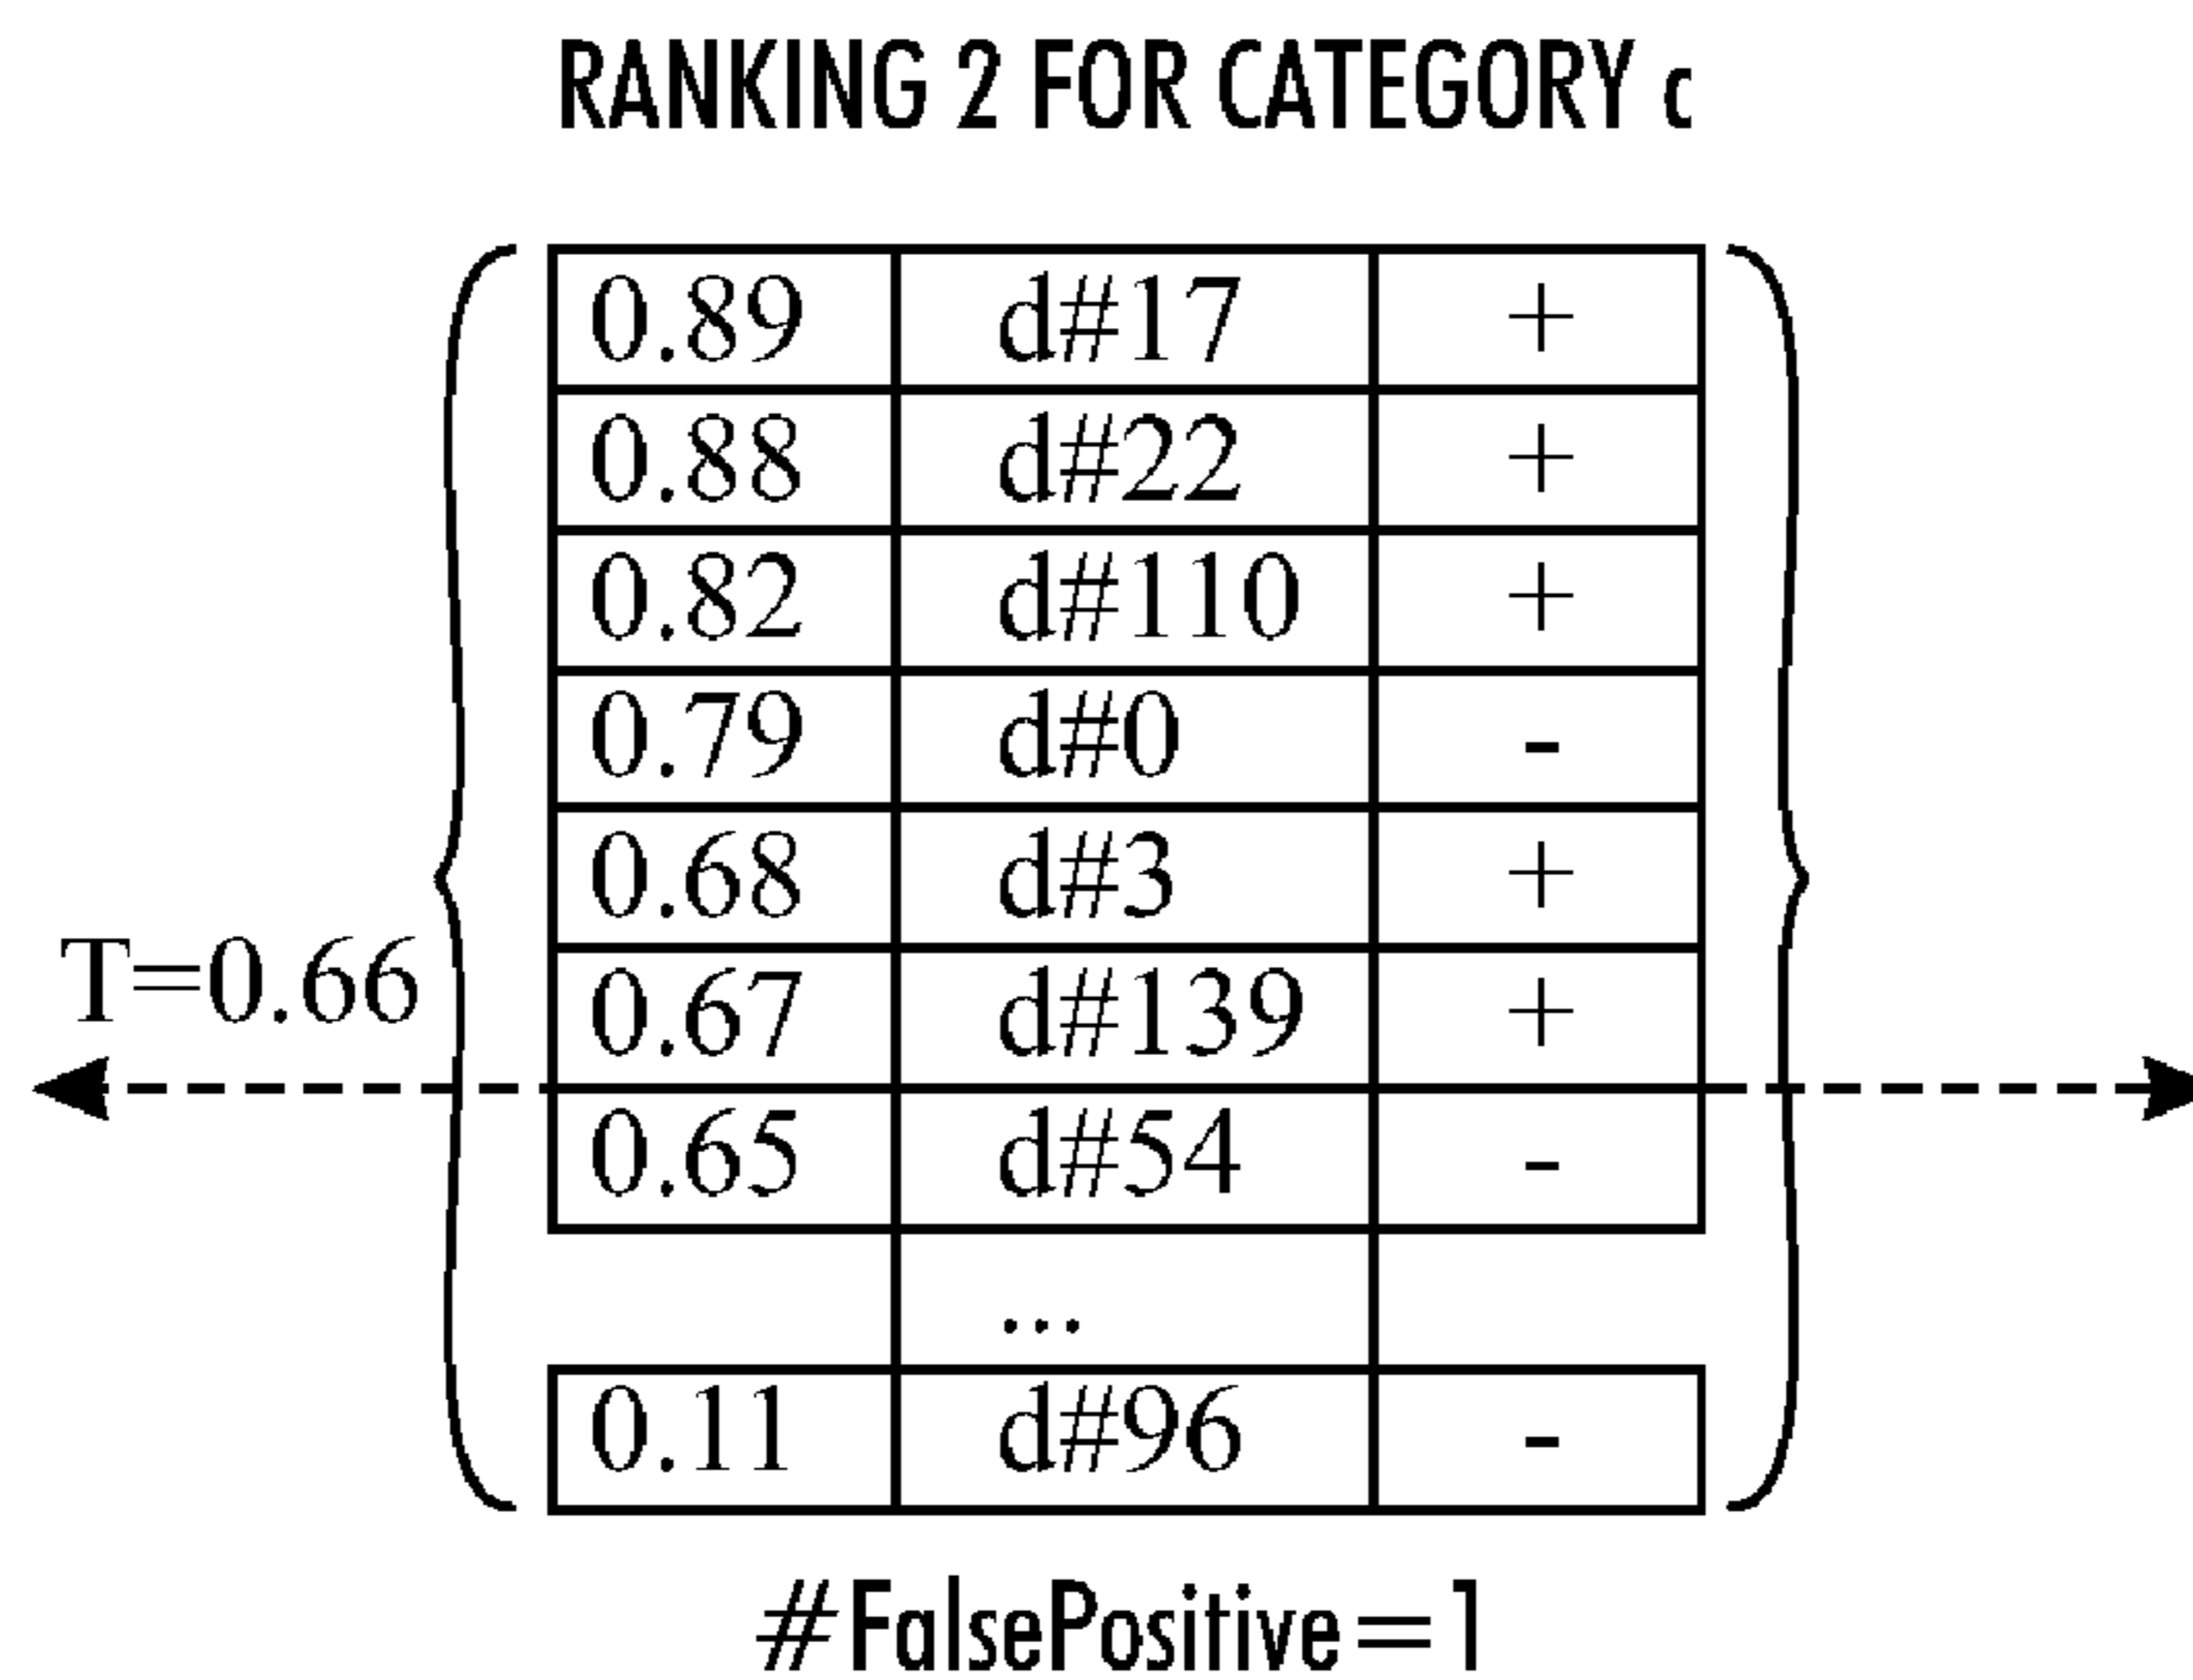 RANKING 2 FOR CATEGORY c
0.89 d#17 +
0.88 d#22 +
0.82 d#110 +
0.79 d#0 -
0.68 d#3 +
T=0.66
0.67 d#139 +
0.65 d#54 -
...
0.11 d#96 -
#FalsePositive=1